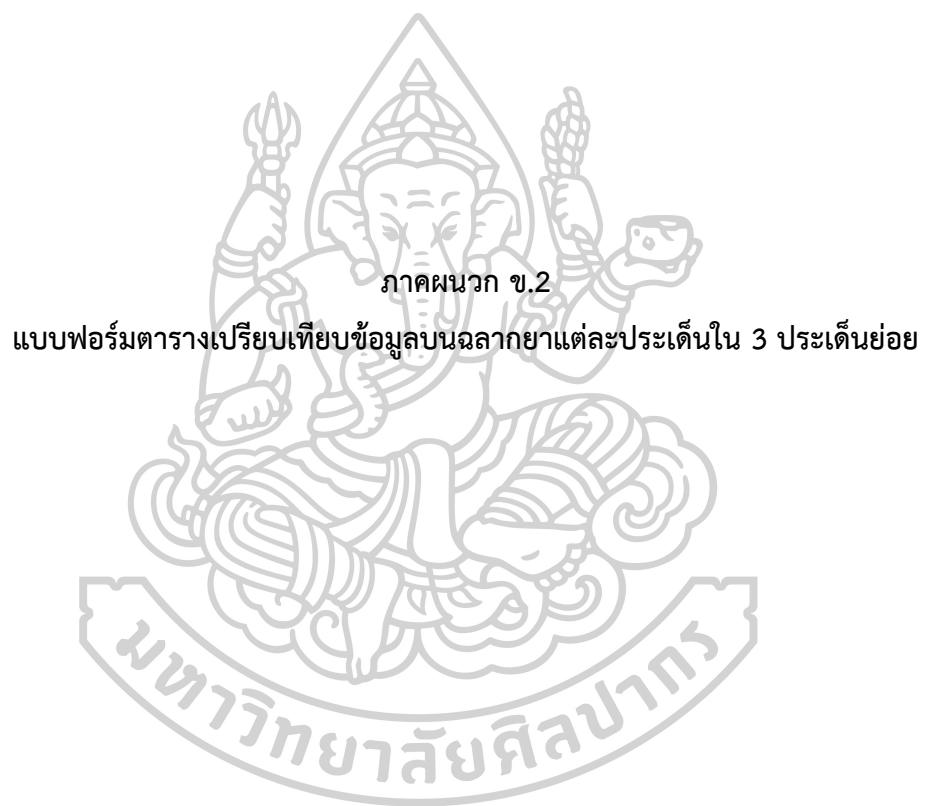 ภาคผนวก ข.2
แบบฟอร์มตารางเปรียบเทียบข้อมูลบนฉลากยาแต่ละประเด็นใน 3 ประเด็นย่อย
มหาวิทยาลัยศิลปากร